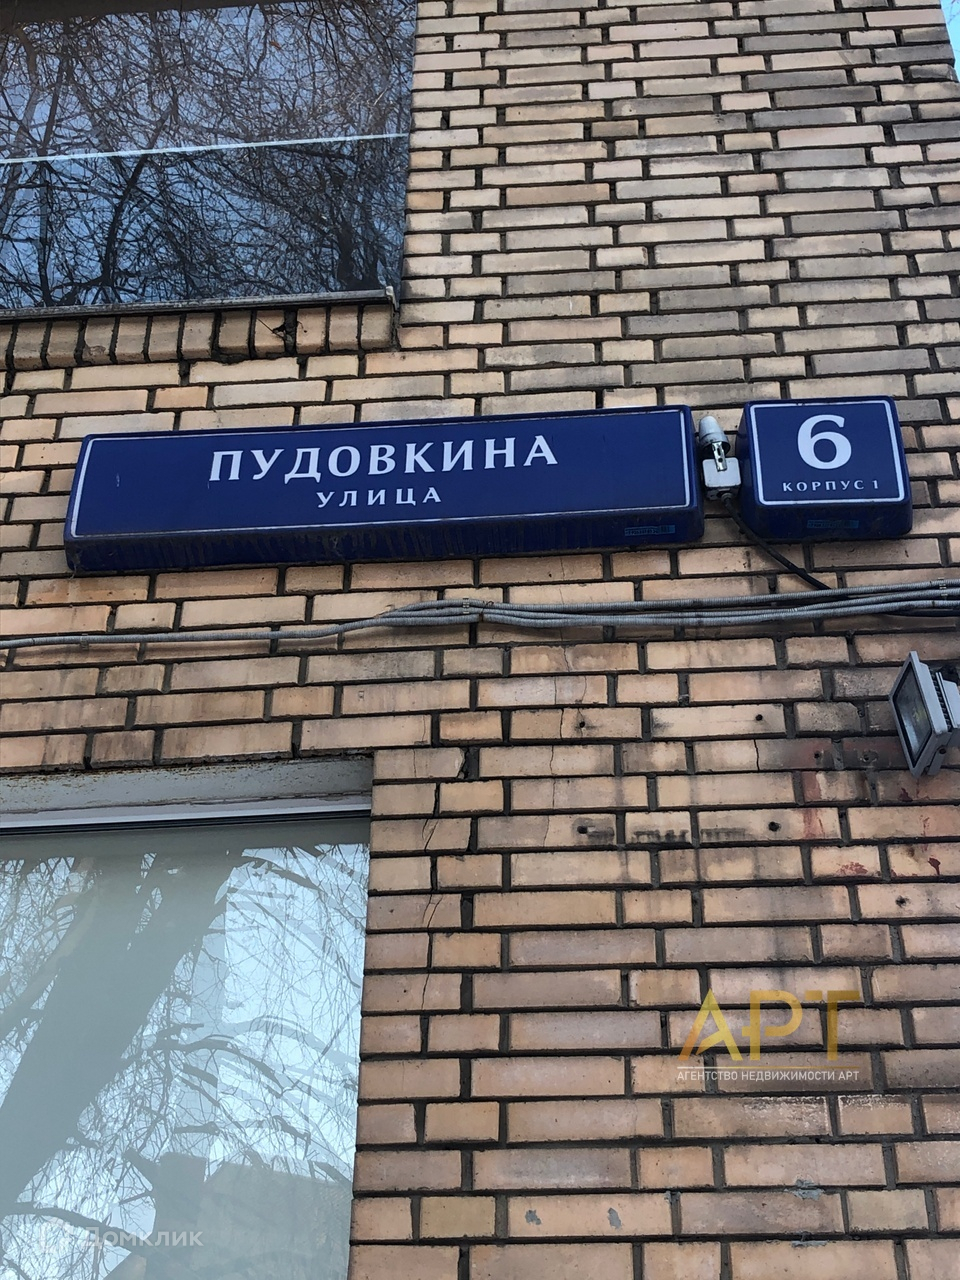 ПУДОВКИНА
УЛИЦА
6
КОРПУС 1
АРТ
АГЕНТСТВО НЕДВИЖИМОСТИ АРТ
Домклик